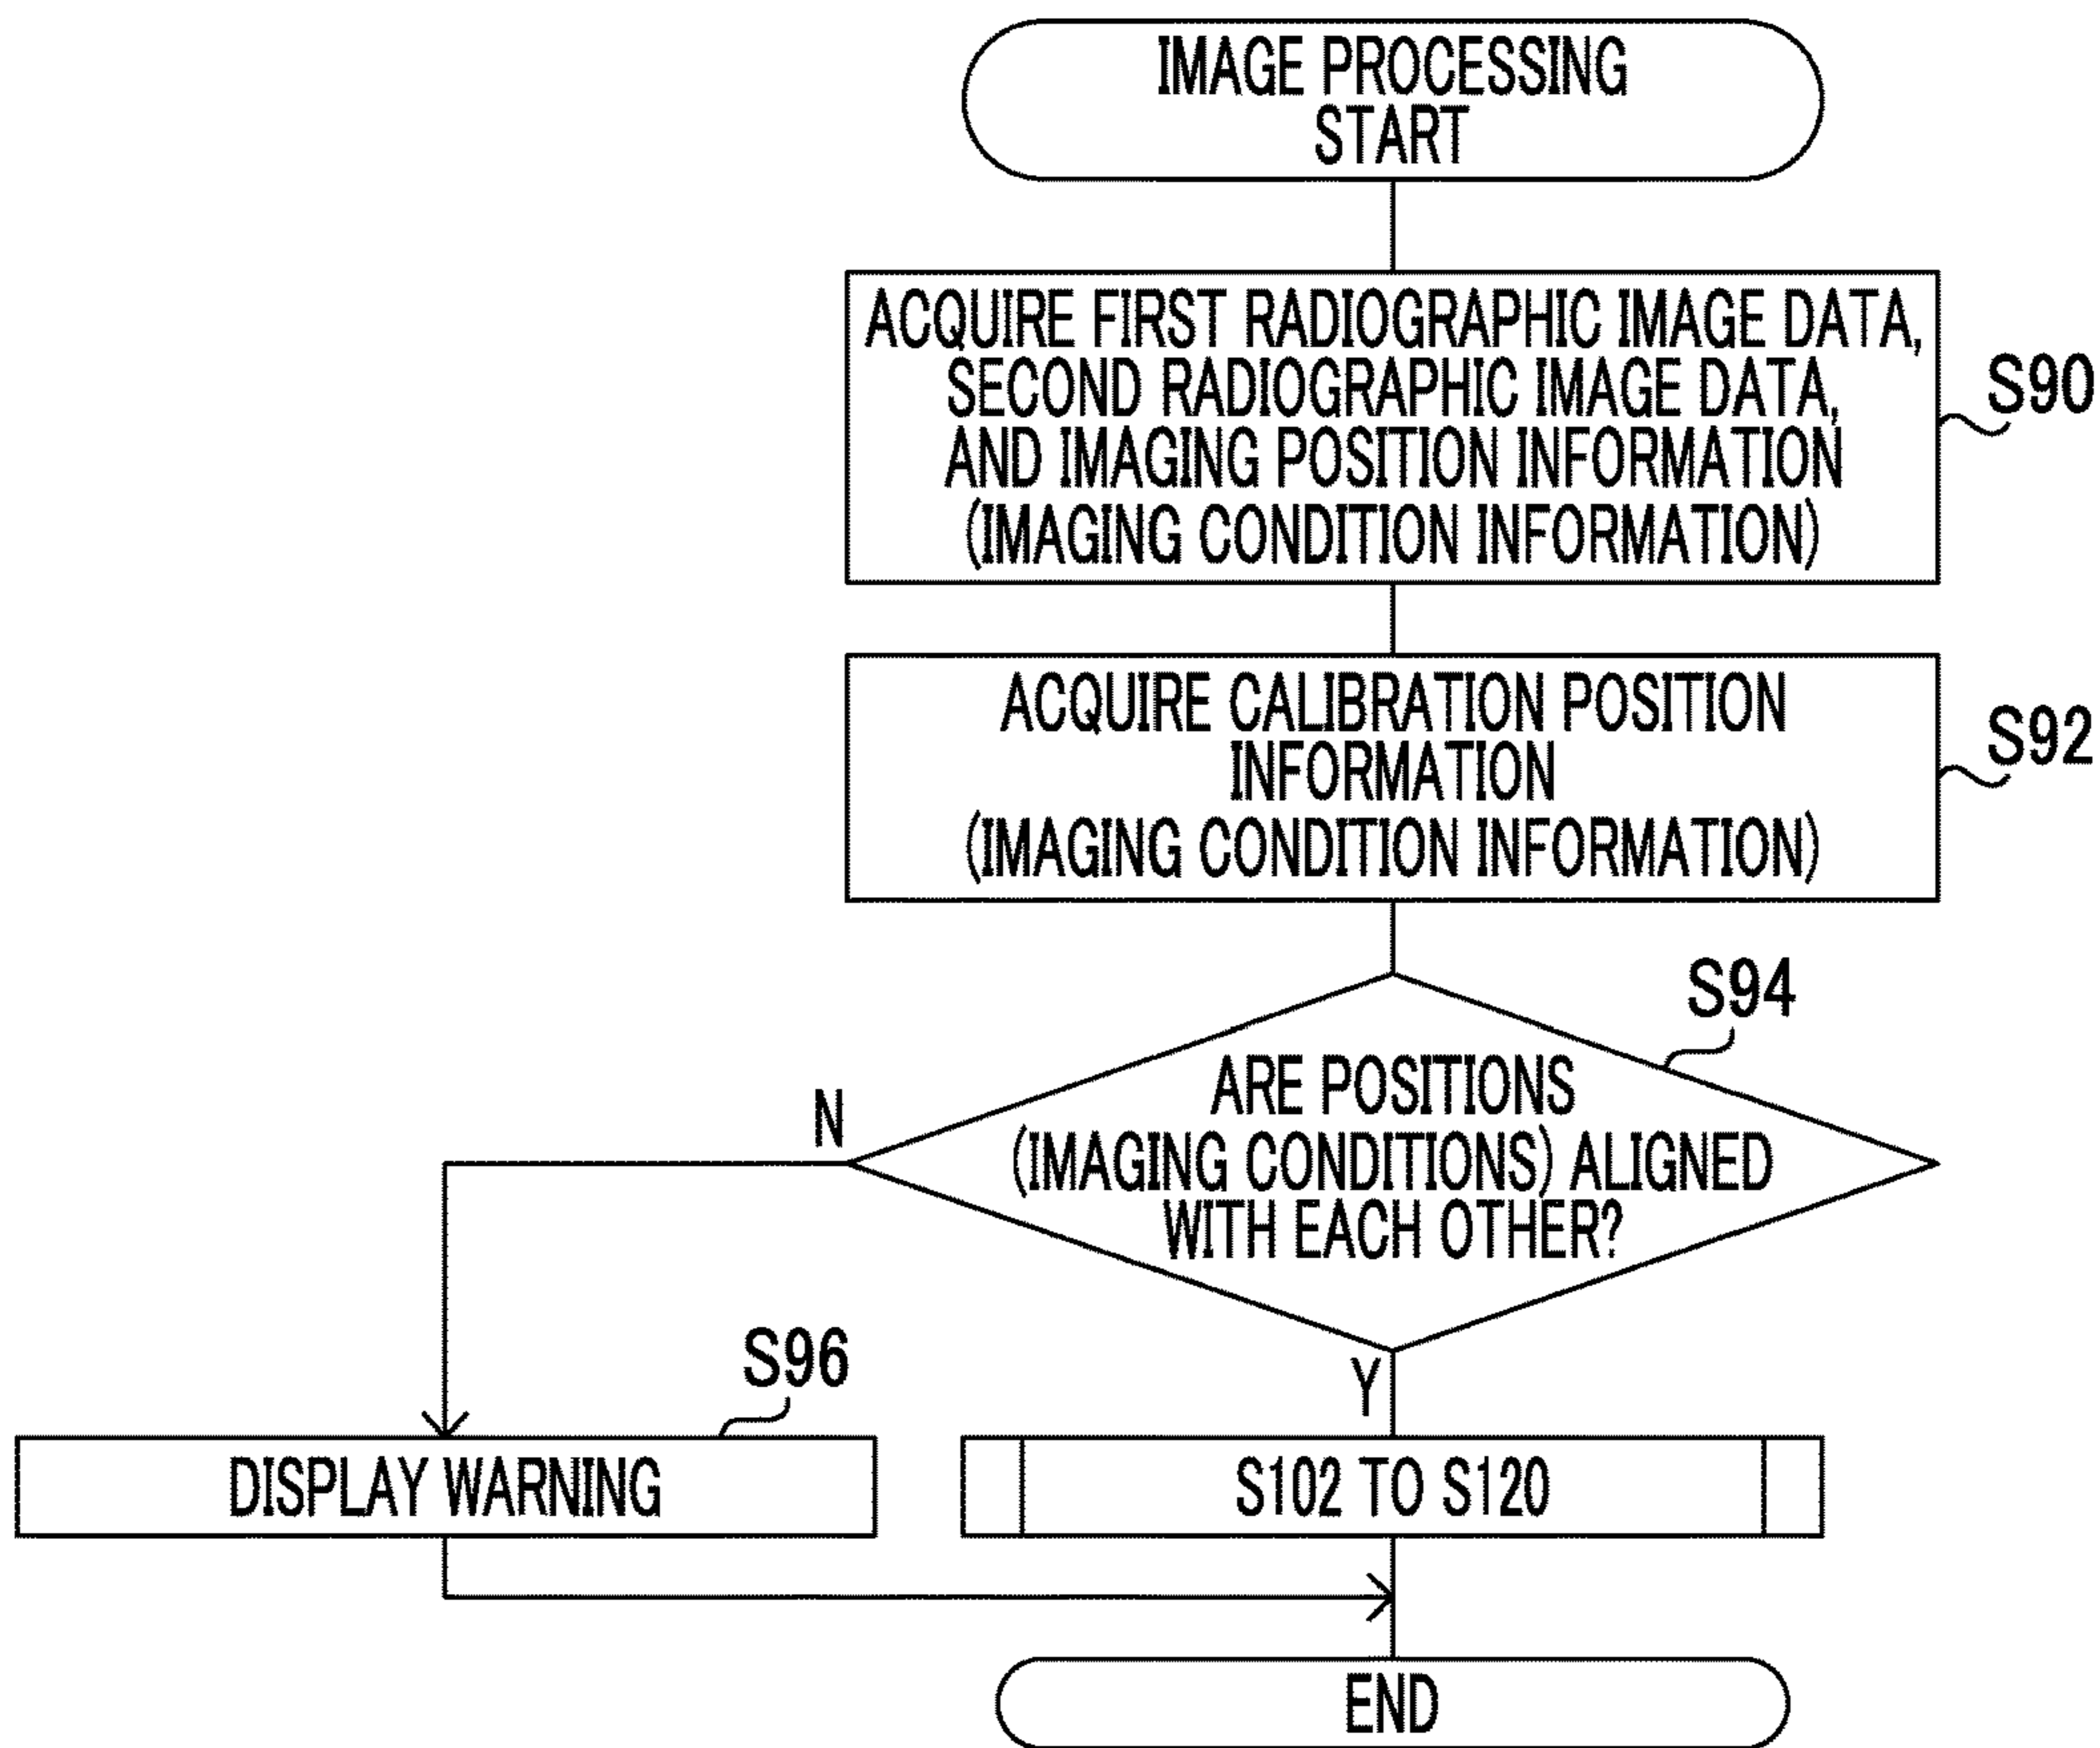 IMAGE PROCESSING
START
ACQUIRE FIRST RADIOGRAPHIC IMAGE DATA,
SECOND RADIOGRAPHIC IMAGE DATA,
AND IMAGING POSITION INFORMATION
(IMAGING CONDITION INFORMATION)
S90
ACQUIRE CALIBRATION POSITION
INFORMATION
(IMAGING CONDITION INFORMATION)
S92
S94
ARE POSITIONS
(IMAGING CONDITIONS) ALIGNED
WITH EACH OTHER?
N
Y
S96
DISPLAY WARNING
S102 TO S120
END